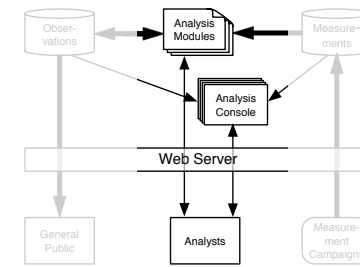 Obser-
vations
Analysis
Modules
Measure-
ments
Analysis
Console
Web Server
General
Public
Analysts
Measure-
ment
Campaigns